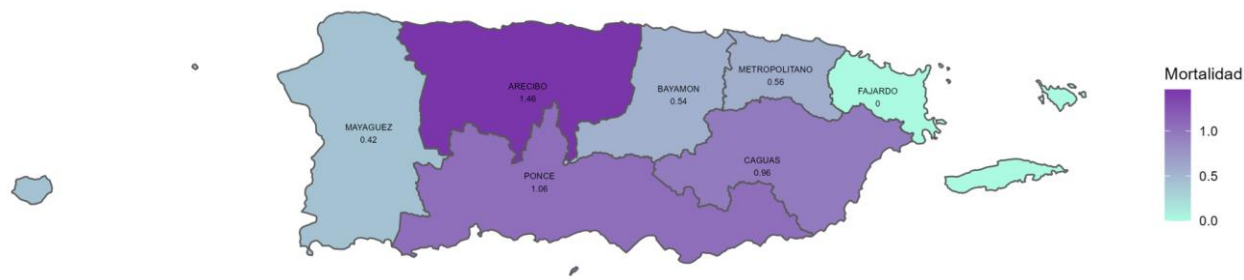 ARECIBO
1.46
BAYAMON
0.54
METROPOLITANO
0.56
FAJARDO
0
MAYAGUEZ
0.42
PONCE
1.06
CAGUAS
0.96
Mortalidad
1.0
0.5
0.0